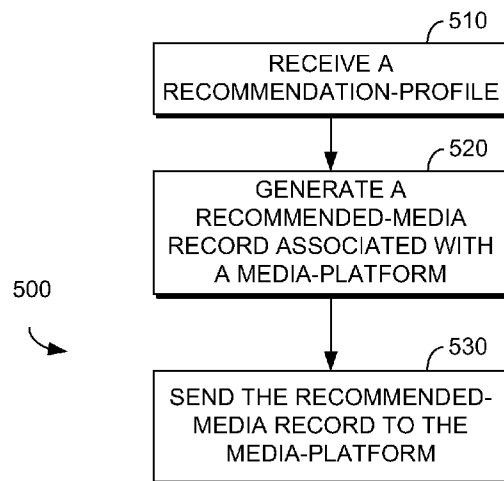 510
RECEIVE A
RECOMMENDATION-PROFILE
520
GENERATE A
RECOMMENDED-MEDIA
RECORD ASSOCIATED WITH
A MEDIA-PLATFORM
500
530
SEND THE RECOMMENDED-
MEDIA RECORD TO THE
MEDIA-PLATFORM